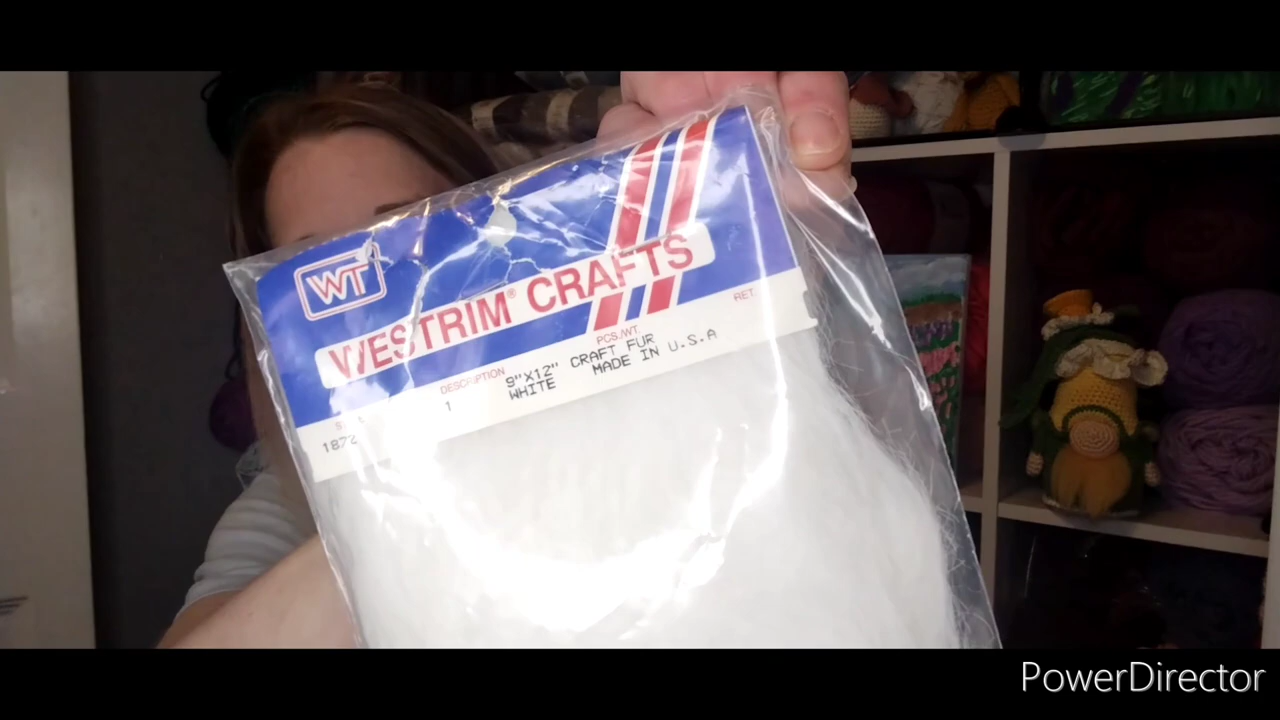 WT
WESTRIM® CRAFTS
DESCRIPTION PCS./WT. RET.
1 9"X12" CRAFT FUR
WHITE MADE IN U.S.A
PowerDirector